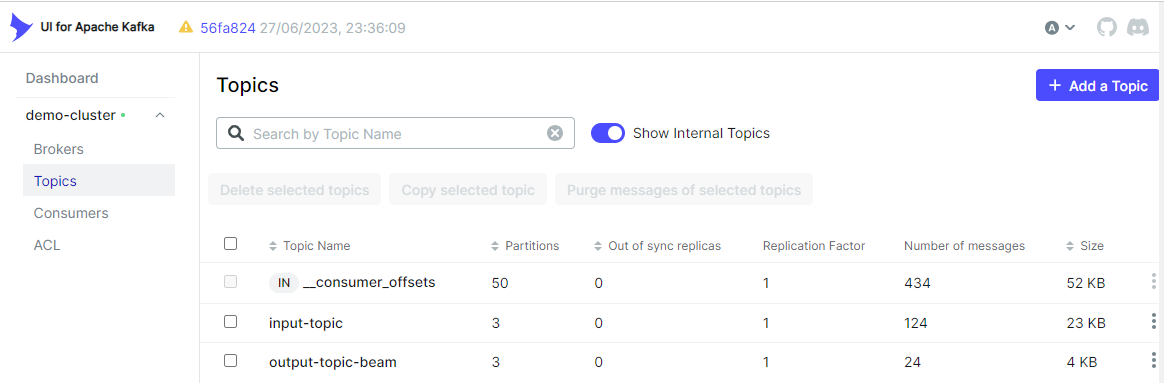 UI for Apache Kafka 56fa824 27/06/2023, 23:36:09 A
Dashboard
demo-cluster
Brokers
Topics
Consumers
ACL
Topics
Add a Topic
Search by Topic Name
Show Internal Topics
Delete selected topics Copy selected topic Purge messages of selected topics
Topic Name Partitions Out of sync replicas Replication Factor Number of messages Size
IN __consumer_offsets 50 0 1 434 52 KB
input-topic 3 0 1 124 23 KB
output-topic-beam 3 0 1 24 4 KB